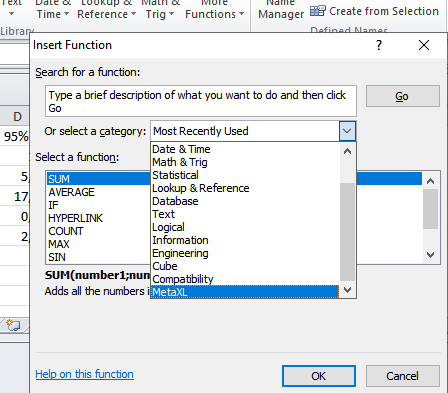 Text Date & Lookup & Math & More Name
Time Reference Trig Functions Manager Create from Selection
Library Defined Names
Insert Function ? ×
Search for a function:
Type a brief description of what you want to do and then click
Go Go
Or select a category: Most Recently Used
D Date & Time
95% Math & Trig
Select a function: Statistical
SUM Lookup & Reference
5, AVERAGE Database
17, IF Text
0, HYPERLINK Logical
2, COUNT Information
MAX Engineering
SIN Cube
SUM(number1;num Compatibility
Adds all the numbers i MetaXL
Help on this function OK Cancel